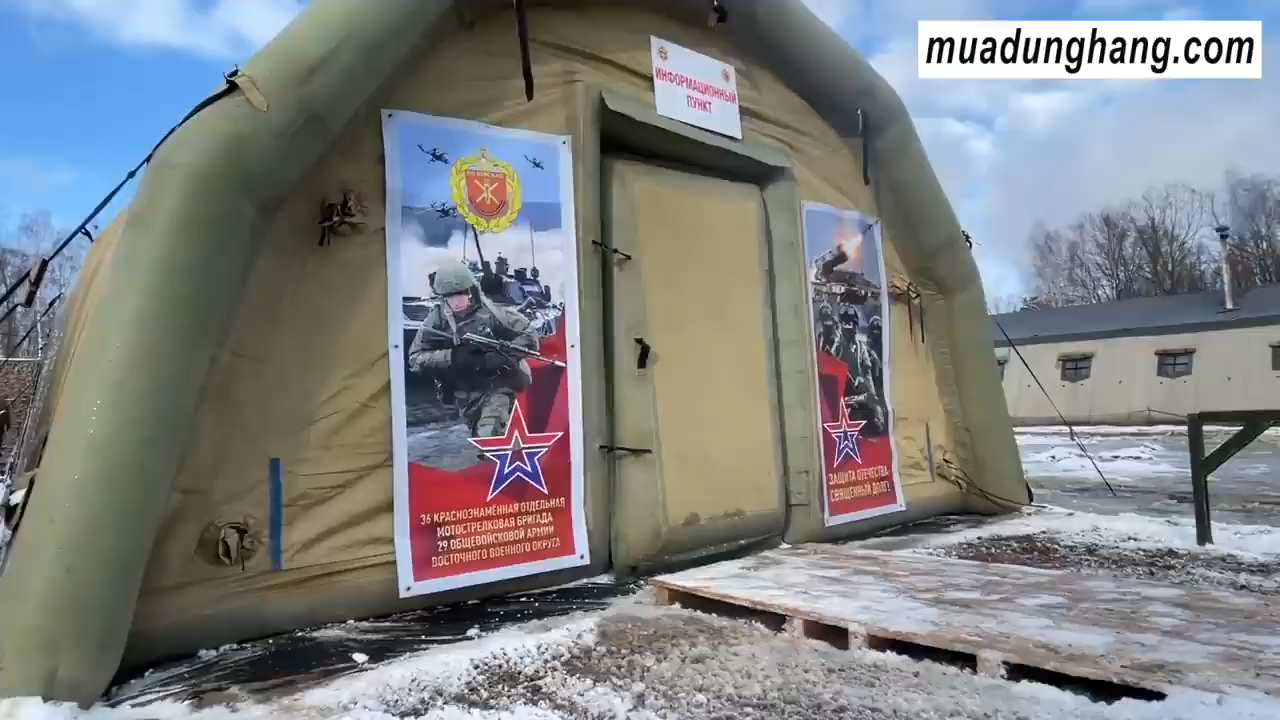 muadunghang.com
ИНФОРМАЦИОННЫЙ
ПУНКТ
36 КРАСНОЗНАМЁННАЯ ОТДЕЛЬНАЯ
МОТОСТРЕЛКОВАЯ БРИГАДА
29 ОБЩЕВОЙСКОВОЙ АРМИИ
ВОСТОЧНОГО ВОЕННОГО ОКРУГА
ЗАЩИТА ОТЕЧЕСТВА
СВЯЩЕННЫЙ ДОЛГ!